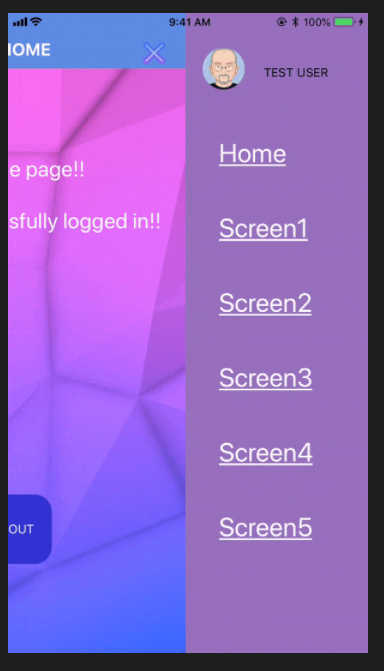 9:41 AM
100%
HOME
TEST USER
e page!!
sfully logged in!!
OUT
Home
Screen1
Screen2
Screen3
Screen4
Screen5